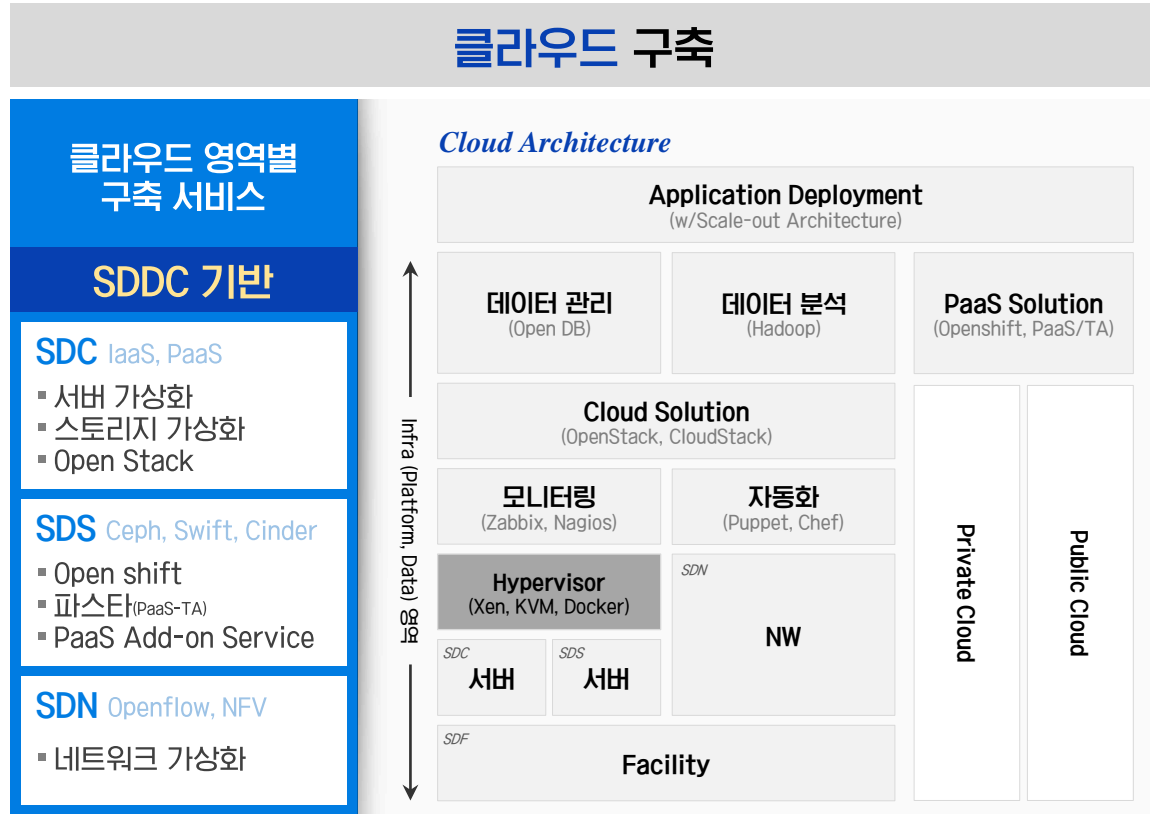 클라우드 구축
클라우드 영역별
구축 서비스
SDDC 기반
SDC IaaS, PaaS
▪ 서버 가상화
▪ 스토리지 가상화
▪ Open Stack
SDS Ceph, Swift, Cinder
▪ Open shift
▪ 파스타(PaaS-TA)
▪ PaaS Add-on Service
SDN Openflow, NFV
▪ 네트워크 가상화
Cloud Architecture
Application Deployment
(w/Scale-out Architecture)
Infra (Platform, Data) 영역
데이터 관리
(Open DB)
데이터 분석
(Hadoop)
PaaS Solution
(Openshift, PaaS/TA)
Cloud Solution
(OpenStack, CloudStack)
모니터링
(Zabbix, Nagios)
자동화
(Puppet, Chef)
Hypervisor
(Xen, KVM, Docker)
SDN
NW
SDC
서버
SDS
서버
SDF
Facility
Private Cloud
Public Cloud